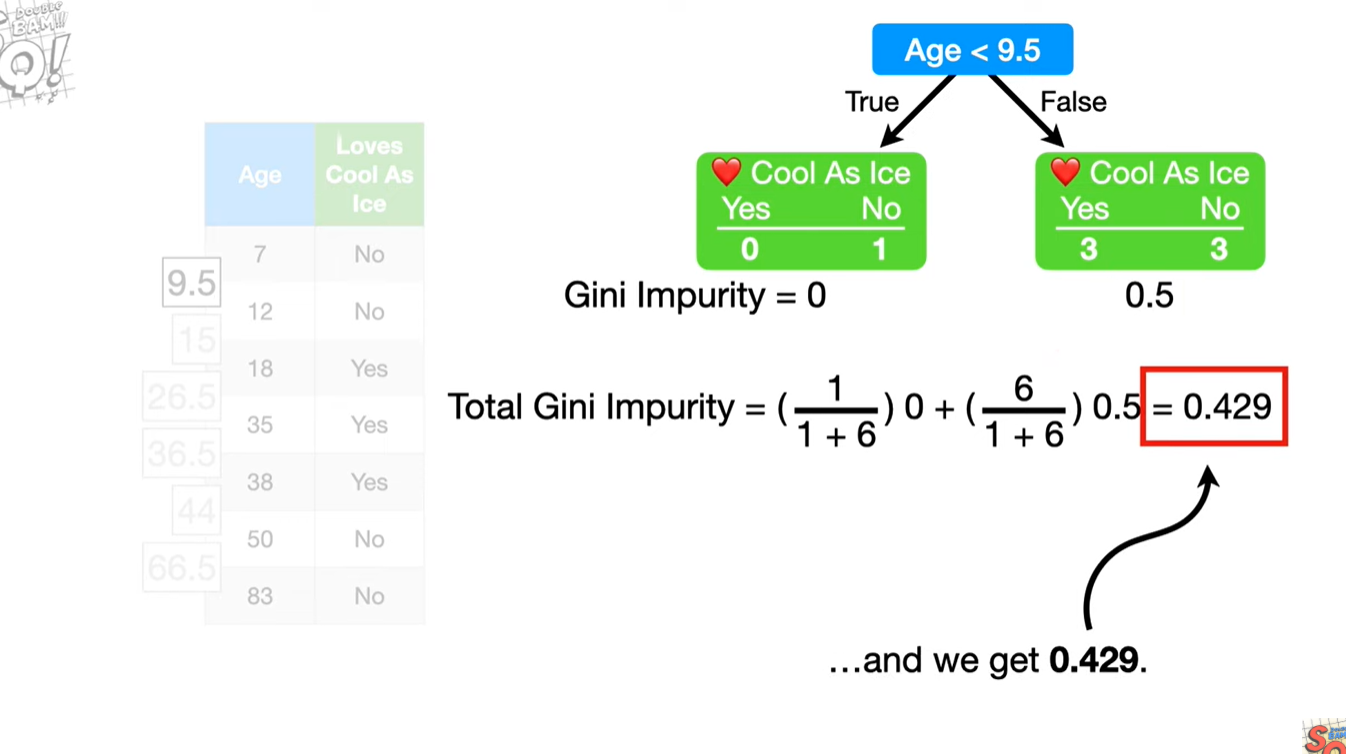 DOUBLE
BAM!!!
Q!
Age < 9.5
True
False
Age
Loves
Cool As
Ice
7 No
12 No
18 Yes
35 Yes
38 Yes
50 No
83 No
9.5
15
26.5
36.5
44
66.5
❤️ Cool As Ice
Yes No
0 1
❤️ Cool As Ice
Yes No
3 3
Gini Impurity = 0
0.5
Total Gini Impurity = ( 1 / 1 + 6 ) 0 + ( 6 / 1 + 6 ) 0.5 = 0.429
…and we get 0.429.